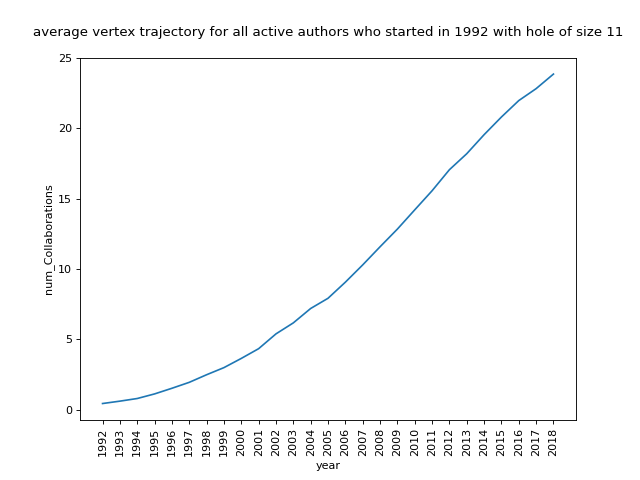 average vertex trajectory for all active authors who started in 1992 with hole of size 11
25
20
15
10
5
0
num_Collaborations
1992 1993 1994 1995 1996 1997 1998 1999 2000 2001 2002 2003 2004 2005 2006 2007 2008 2009 2010 2011 2012 2013 2014 2015 2016 2017 2018
year